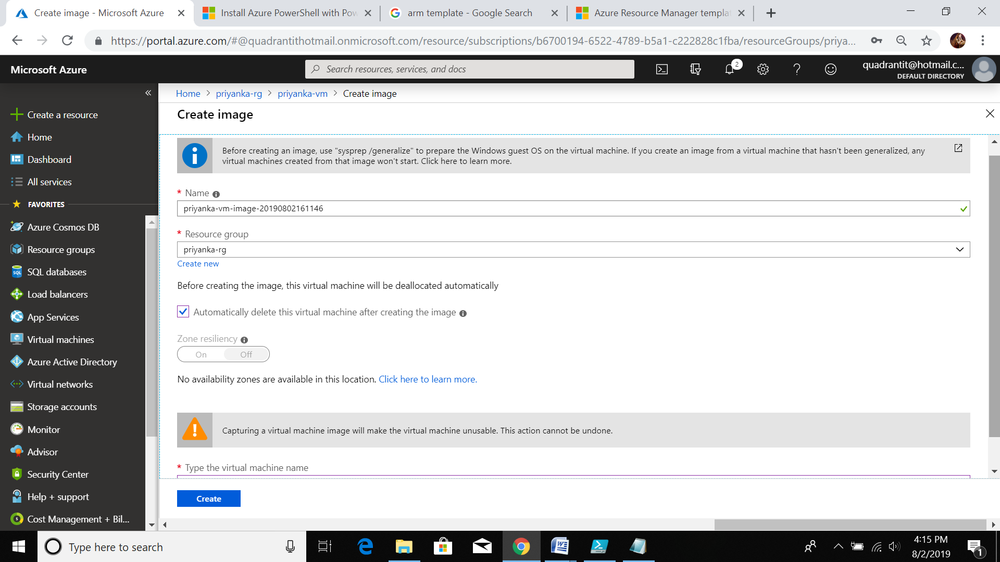 Create image - Microsoft Azure
Install Azure PowerShell with Pow
arm template - Google Search
Azure Resource Manager templat
https://portal.azure.com/#@quadrantithotmail.onmicrosoft.com/resource/subscriptions/b6700194-6522-4789-b5a1-c222828c1fba/resourceGroups/priya...
Microsoft Azure
Search resources, services, and docs
2
quadrantit@hotmail.c...
DEFAULT DIRECTORY
Create a resource
Home
Dashboard
All services
FAVORITES
Azure Cosmos DB
Resource groups
SQL
SQL databases
Load balancers
App Services
Virtual machines
Azure Active Directory
Virtual networks
Storage accounts
Monitor
Advisor
Security Center
Help + support
Cost Management + Bil...
Home > priyanka-rg > priyanka-vm > Create image
Create image
Before creating an image, use "sysprep /generalize" to prepare the Windows guest OS on the virtual machine. If you create an image from a virtual machine that hasn't been generalized, any
virtual machines created from that image won't start. Click here to learn more.
* Name
priyanka-vm-image-20190802161146
* Resource group
priyanka-rg
Create new
Before creating the image, this virtual machine will be deallocated automatically
Automatically delete this virtual machine after creating the image
Zone resiliency
On Off
No availability zones are available in this location. Click here to learn more.
Capturing a virtual machine image will make the virtual machine unusable. This action cannot be undone.
* Type the virtual machine name
Create
Type here to search
4:15 PM
8/2/2019
1